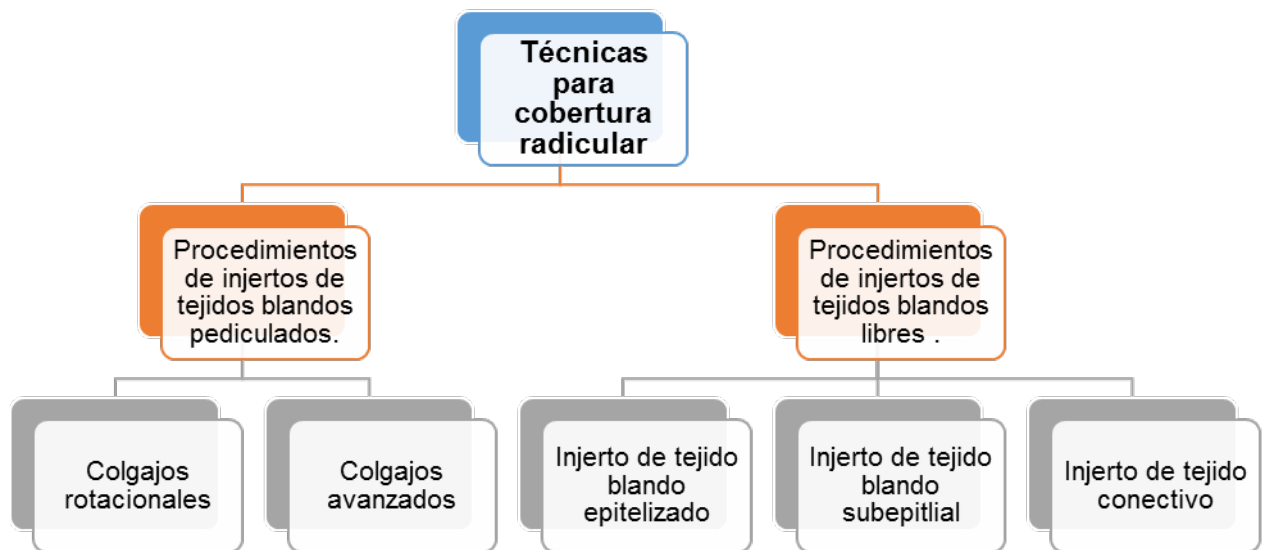 Técnicas
para
cobertura
radicular
Procedimientos
de injertos de
tejidos blandos
pediculados.
Procedimientos
de injertos de
tejidos blandos
libres .
Colgajos
rotacionales
Colgajos
avanzados
Injerto de tejido
blando
epitelizado
Injerto de tejido
blando
subepitlial
Injerto de tejido
conectivo